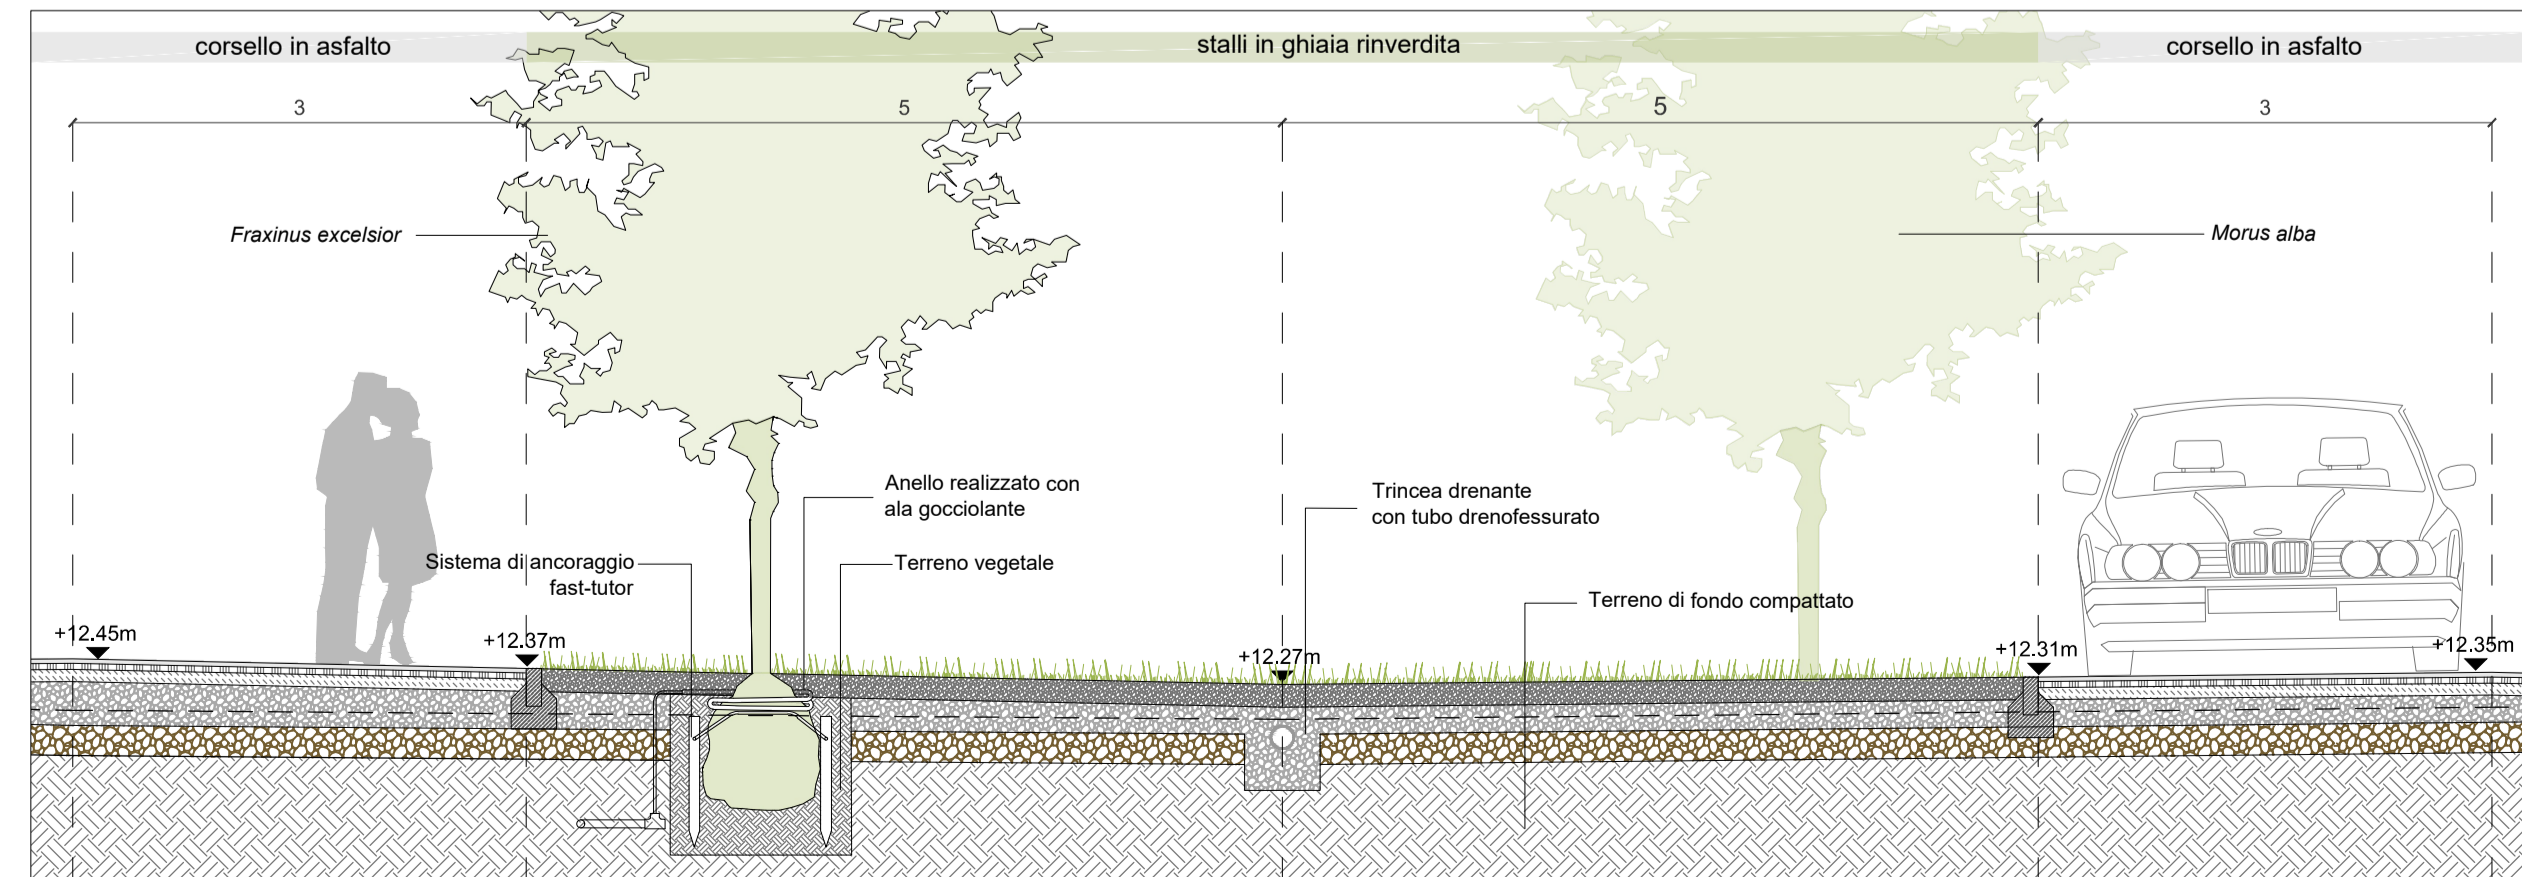 corsello in asfalto
stalli in ghiaia rinverdita
corsello in asfalto
3
5
5
3
Fraxinus excelsior
Morus alba
Anello realizzato con
ala gocciolante
Trincea drenante
con tubo drenofessurato
Sistema di ancoraggio
fast-tutor
Terreno vegetale
Terreno di fondo compattato
+12.45m
+12.37m
+12.27m
+12.31m
+12.35m